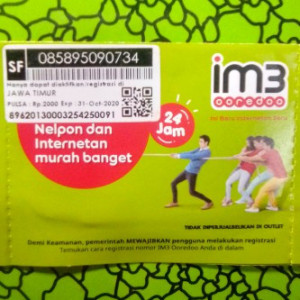 SF
085895090734
Hanya dapat diaktifkan/registrasi di
JAWA TIMUR
PULSA : Rp.2000 Exp : 31-Oct-2020
89620130003254250091
im3
ooredoo
Nelpon dan
Internetan
murah banget
24
Jam
TIDAK DIPERJUALBELIKAN DI OUTLET
Demi Keamanan, pemerintah MEWAJIBKAN pengguna melakukan registrasi
Temukan cara registrasi nomor IM3 Ooredoo Anda di dalam